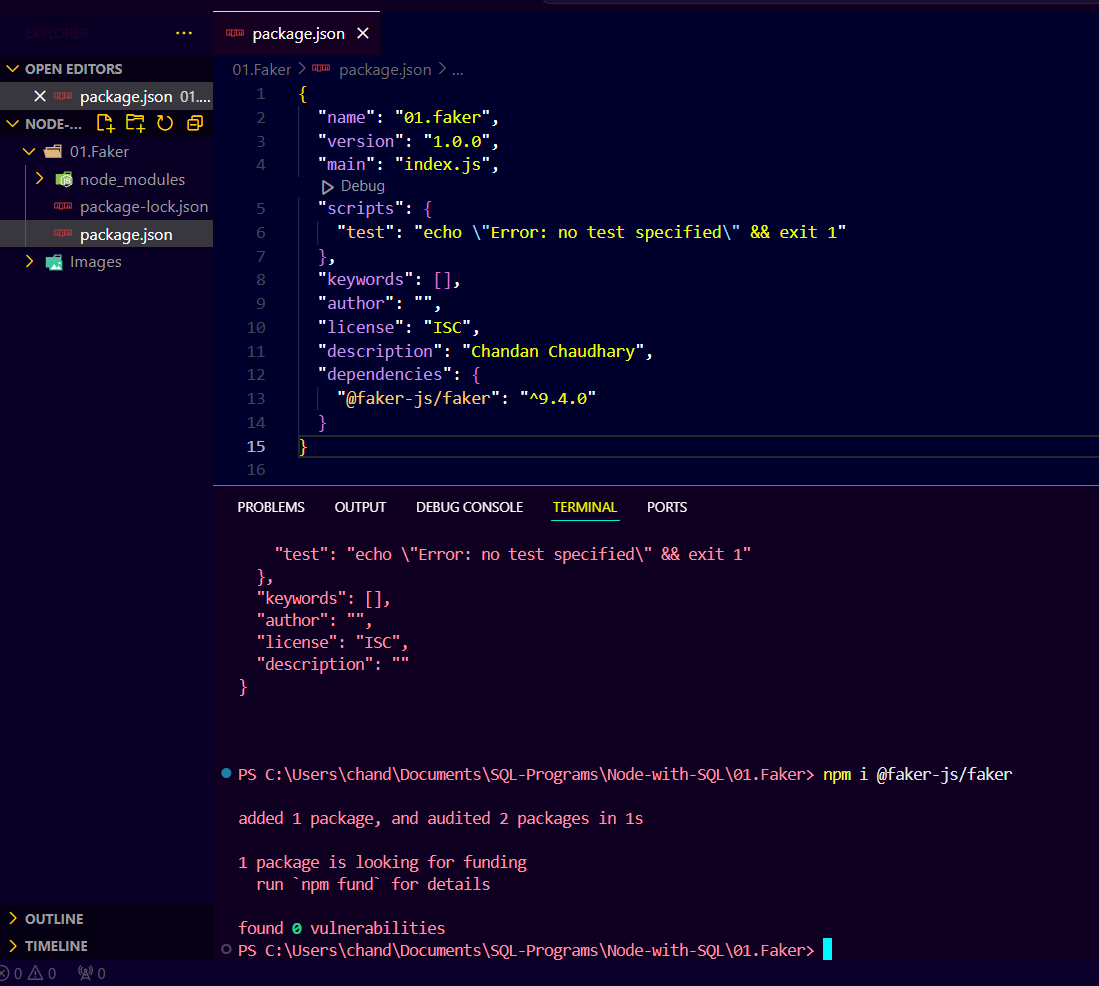 EXPLORER
OPEN EDITORS
package.json 01....
NODE-...
01.Faker
node_modules
package-lock.json
package.json
Images
OUTLINE
TIMELINE
0 0 0
package.json
01.Faker > package.json > ...
1 {
2 "name": "01.faker",
3 "version": "1.0.0",
4 "main": "index.js",
Debug
5 "scripts": {
6 "test": "echo \"Error: no test specified\" && exit 1"
7 },
8 "keywords": [],
9 "author": "",
10 "license": "ISC",
11 "description": "Chandan Chaudhary",
12 "dependencies": {
13 "@faker-js/faker": "^9.4.0"
14 }
15 }
16
PROBLEMS OUTPUT DEBUG CONSOLE TERMINAL PORTS
"test": "echo \"Error: no test specified\" && exit 1"
},
"keywords": [],
"author": "",
"license": "ISC",
"description": ""
}
PS C:\Users\chand\Documents\SQL-Programs\Node-with-SQL\01.Faker> npm i @faker-js/faker
added 1 package, and audited 2 packages in 1s
1 package is looking for funding
run `npm fund` for details
found 0 vulnerabilities
PS C:\Users\chand\Documents\SQL-Programs\Node-with-SQL\01.Faker>